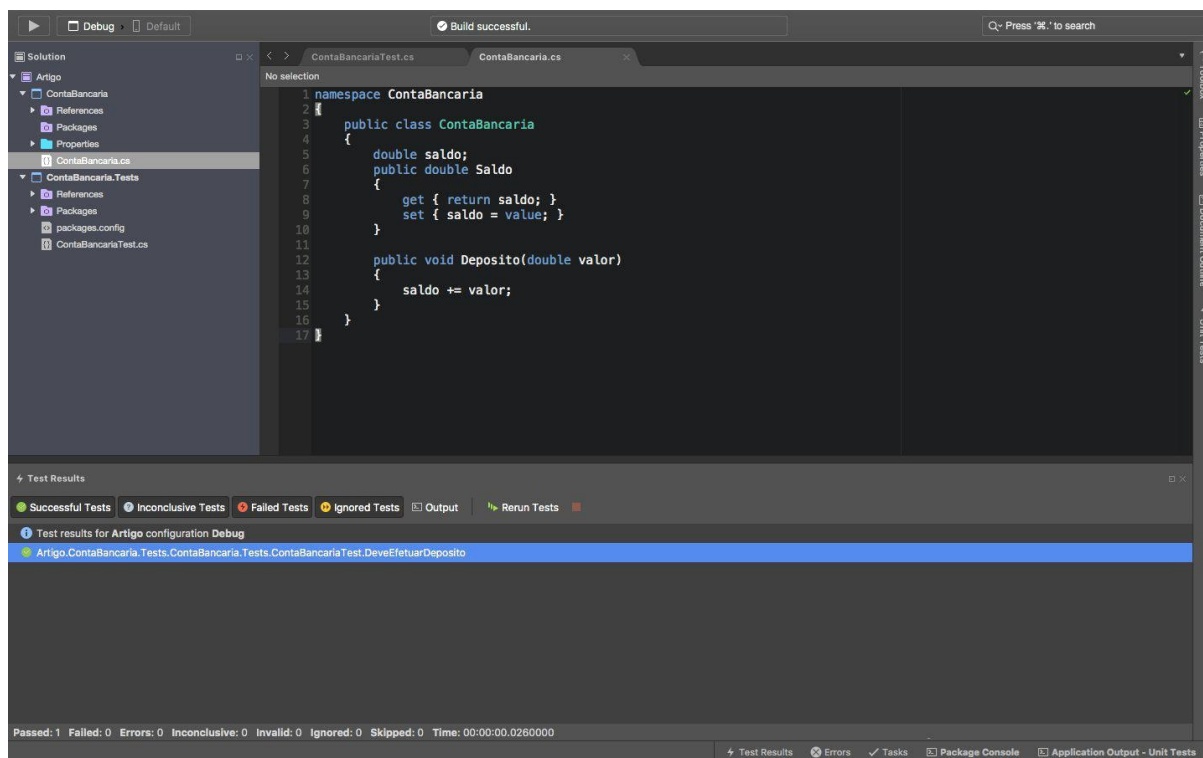 Debug › Default
Build successful.
Press '⌘.' to search
Solution
ContaBancariaTest.cs
ContaBancaria.cs
No selection
Artigo
ContaBancaria
References
Packages
Properties
ContaBancaria.cs
ContaBancaria.Tests
References
Packages
packages.config
ContaBancariaTest.cs
1 namespace ContaBancaria
2 {
3 public class ContaBancaria
4 {
5 double saldo;
6 public double Saldo
7 {
8 get { return saldo; }
9 set { saldo = value; }
10 }
11
12 public void Deposito(double valor)
13 {
14 saldo += valor;
15 }
16 }
17 }
Properties
Unit Tests
Test Results
Successful Tests Inconclusive Tests Failed Tests Ignored Tests Output Rerun Tests
Test results for Artigo configuration Debug
Artigo.ContaBancaria.Tests.ContaBancaria.Tests.ContaBancariaTest.DeveEfetuarDeposito
Passed: 1 Failed: 0 Errors: 0 Inconclusive: 0 Invalid: 0 Ignored: 0 Skipped: 0 Time: 00:00:00.0260000
Test Results Errors Tasks Package Console Application Output - Unit Tests